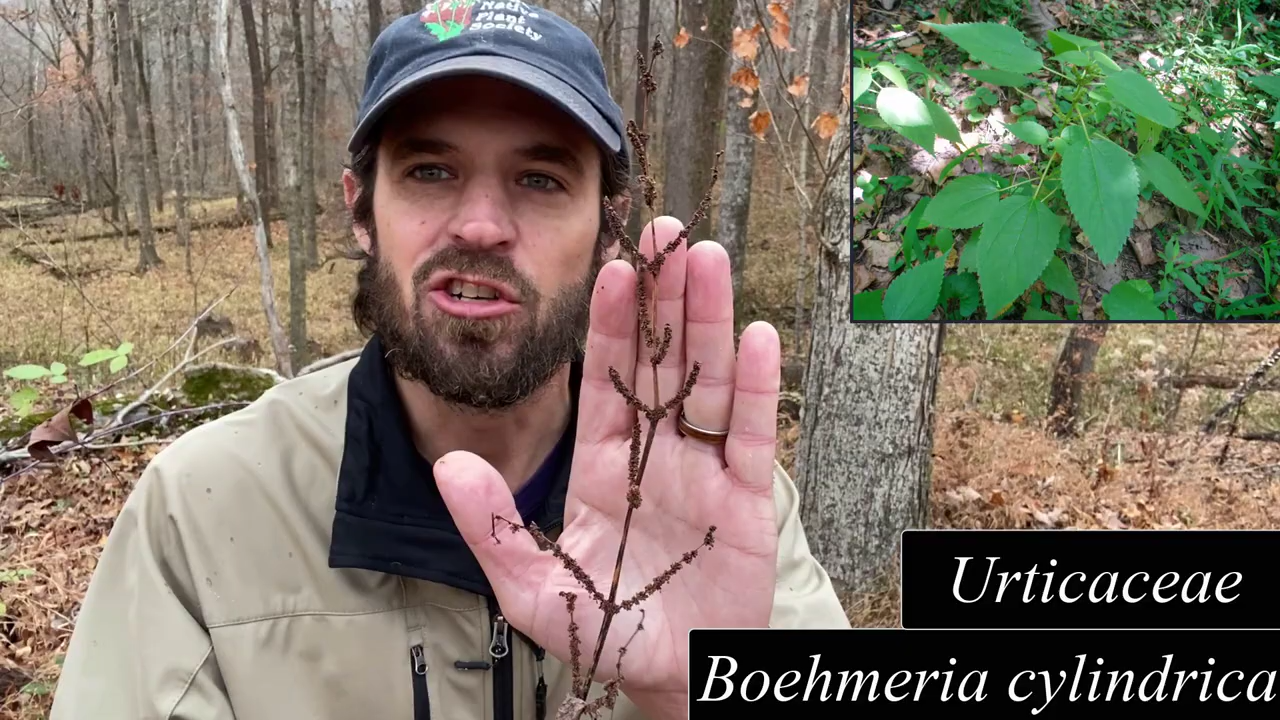 Native
Plant
Society
Urticaceae
Boehmeria cylindrica